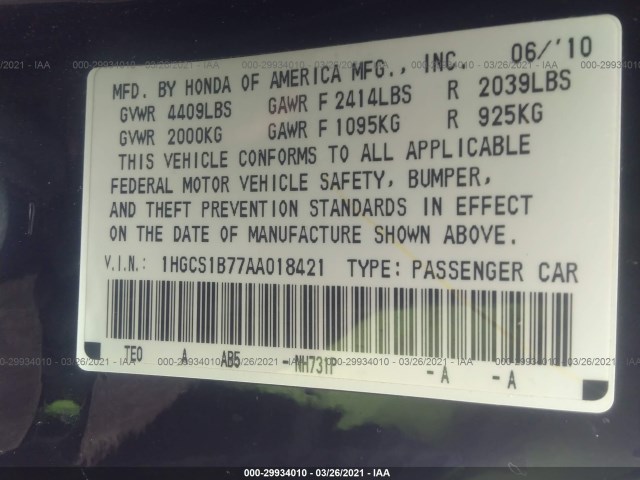 06/'10
MFD. BY HONDA OF AMERICA MFG., INC.
GVWR 4409LBS GAWR F 2414LBS R 2039LBS
GVWR 2000KG GAWR F 1095KG R 925KG
THIS VEHICLE CONFORMS TO ALL APPLICABLE
FEDERAL MOTOR VEHICLE SAFETY, BUMPER,
AND THEFT PREVENTION STANDARDS IN EFFECT
ON THE DATE OF MANUFACTURE SHOWN ABOVE.
V.I.N.: 1HGCS1B77AA018421 TYPE: PASSENGER CAR
TE0 A AB5 -NH731P -A -A
000-29934010 - 03/26/2021 - IAA